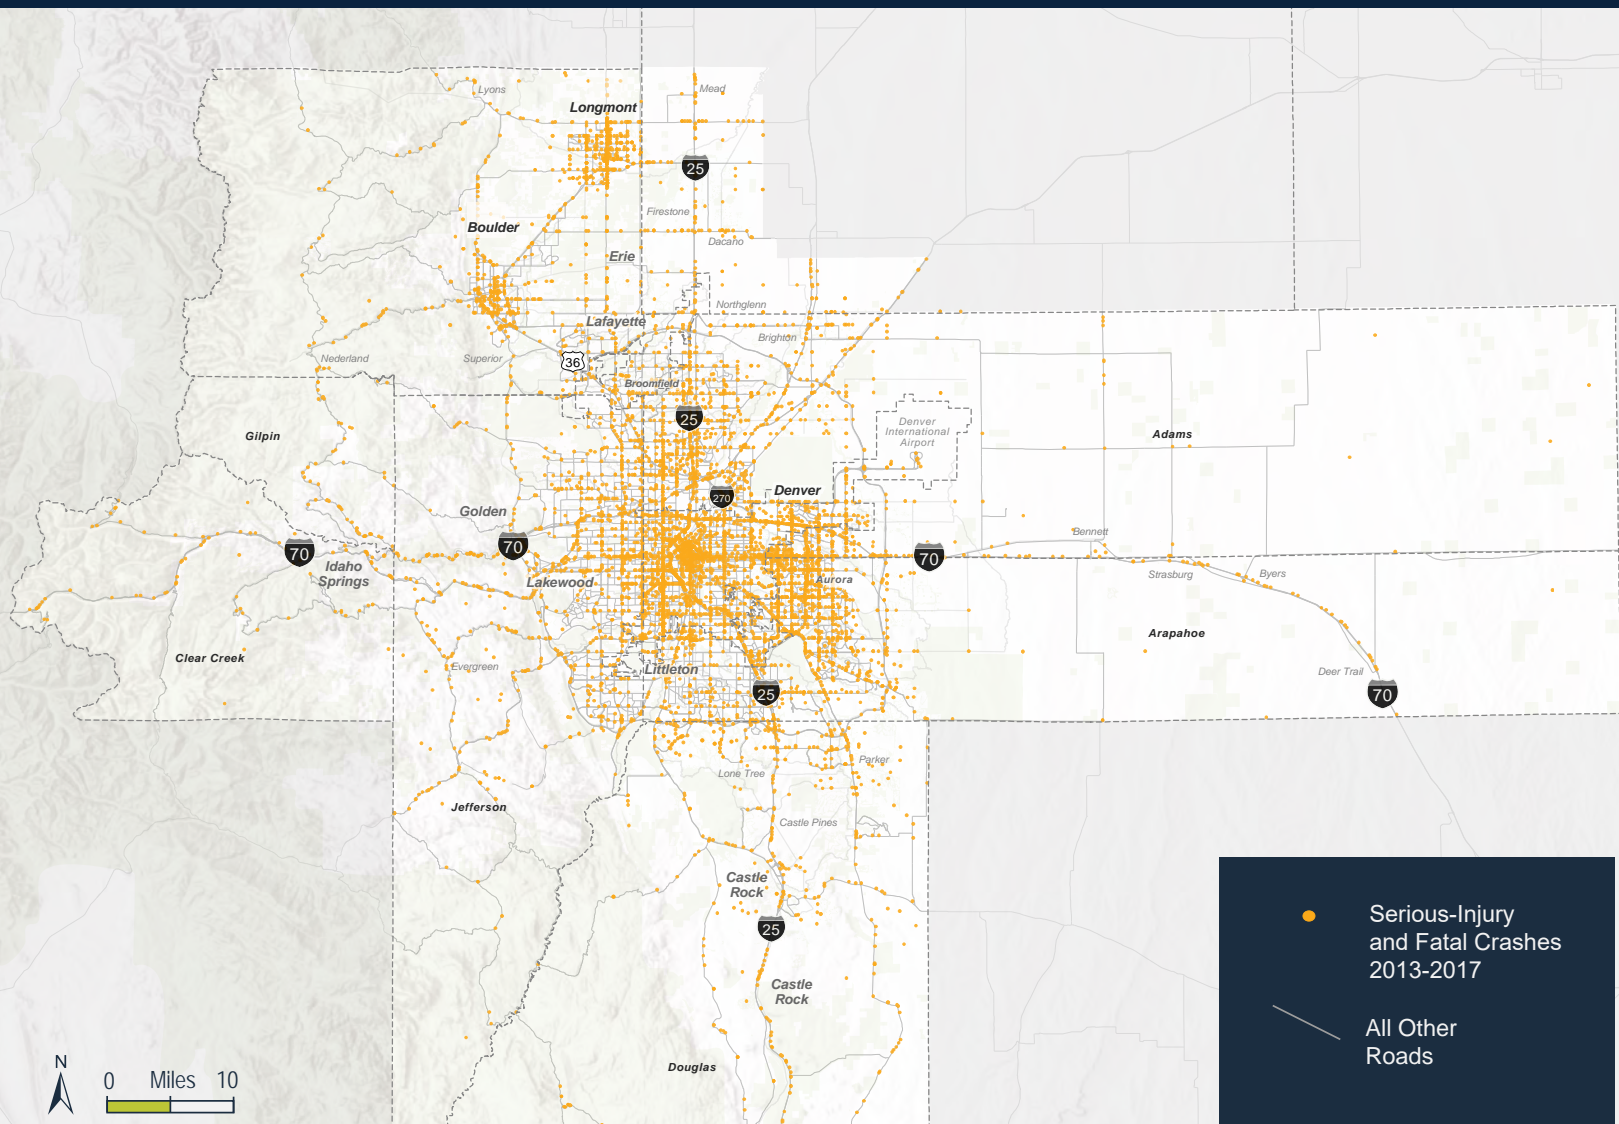 Lyons
Mead
Longmont
25
Firestone
Boulder
Dacano
Erie
Northglenn
Lafayette
Brighton
Nederland
Superior
36
Broomfield
25
Denver
International
Airport
Gilpin
Adams
Denver
270
Golden
Bennett
70
70
70
Idaho
Springs
Lakewood
Aurora
Strasburg
Byers
Arapahoe
Clear Creek
Evergreen
Littleton
Deer Trail
25
70
Parker
Lone Tree
Jefferson
Castle Pines
Castle
Rock
25
Castle
Rock
Douglas
N
0 Miles 10
Serious-Injury
and Fatal Crashes
2013-2017
All Other
Roads